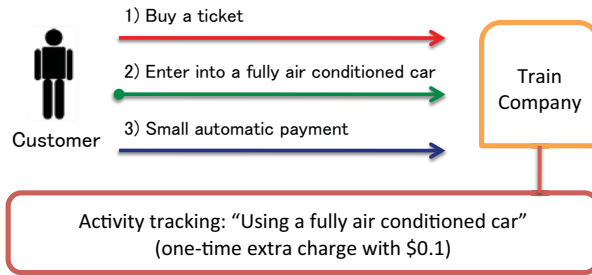 1) Buy a ticket
2) Enter into a fully air conditioned car
3) Small automatic payment
Customer
Train
Company
Activity tracking: “Using a fully air conditioned car”
(one-time extra charge with $0.1)